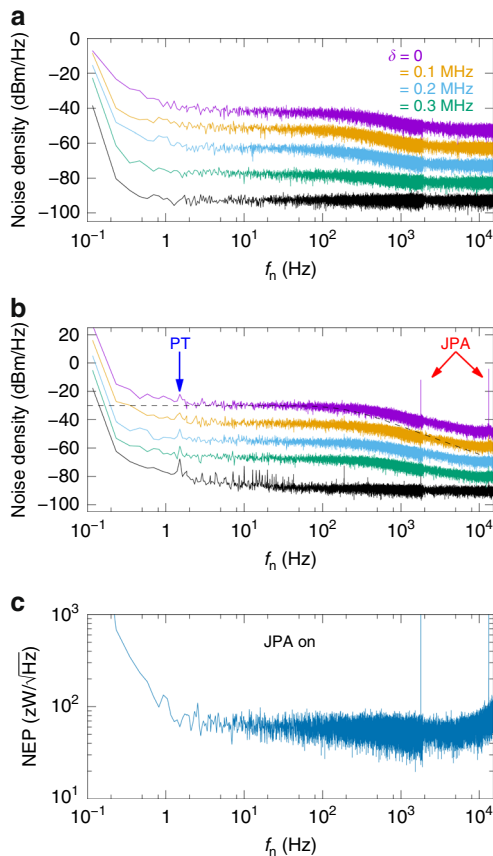 a
0
−20
−40
−60
−80
−100
Noise density (dBm/Hz)
δ = 0
= 0.1 MHz
= 0.2 MHz
= 0.3 MHz
10⁻¹ 1 10¹ 10² 10³ 10⁴
fₙ (Hz)
b
20
0
−20
−40
−60
−80
−100
Noise density (dBm/Hz)
PT
JPA
10⁻¹ 1 10¹ 10² 10³ 10⁴
fₙ (Hz)
c
10³
10²
10¹
NEP (zW/√Hz)
JPA on
10⁻¹ 1 10¹ 10² 10³ 10⁴
fₙ (Hz)